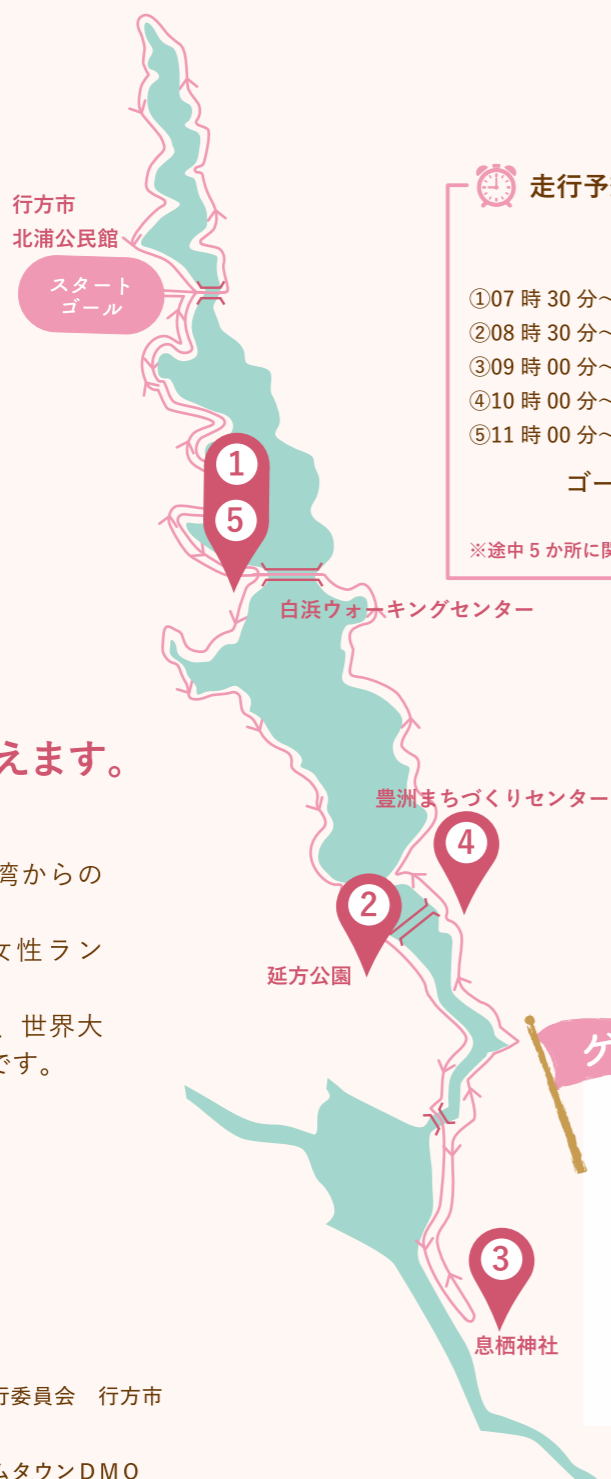 行方市
北浦公民館
スタート
ゴール
走行予
①07 時 30 分〜
②08 時 30 分〜
③09 時 00 分〜
④10 時 00 分〜
⑤11 時 00 分〜
ゴー
※途中 5 か所に
1
5
白浜ウォーキングセンター
えます。
豊洲まちづくりセンター
4
湾からの
2
女性ラン
延方公園
、世界大
です。
ゲ
3
息栖神社
行委員会　行方市
ムタウンDMO